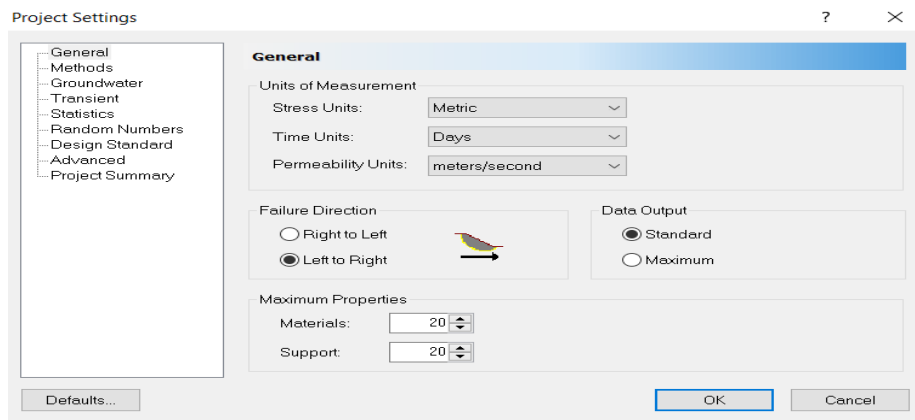 Project Settings
?
General
Methods
Groundwater
Transient
Statistics
Random Numbers
Design Standard
Advanced
Project Summary
General
Units of Measurement
Stress Units: Metric
Time Units: Days
Permeability Units: meters/second
Failure Direction
Right to Left
Left to Right
Data Output
Standard
Maximum
Maximum Properties
Materials: 20
Support: 20
Defaults...
OK
Cancel